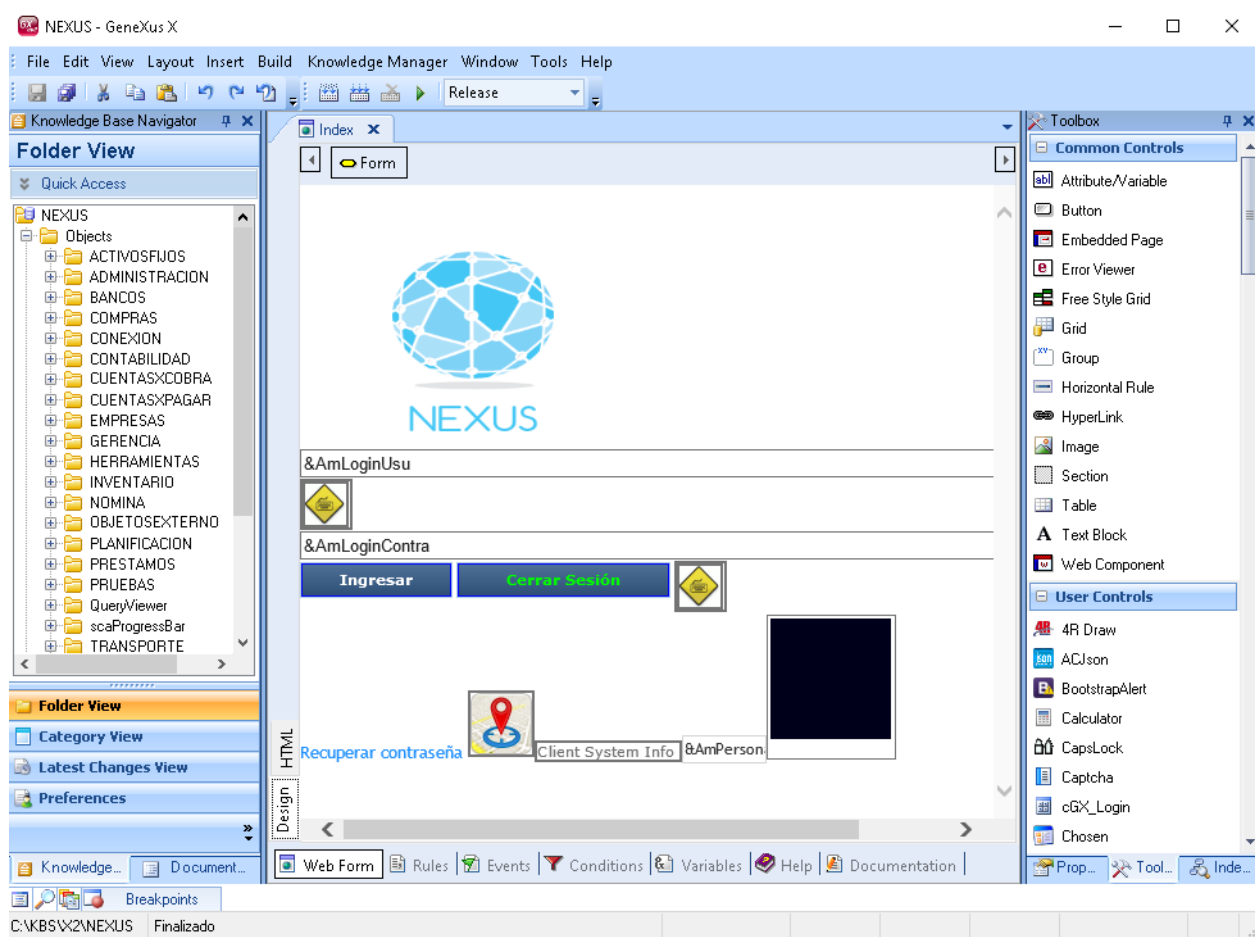 NEXUS - GeneXus X
File Edit View Layout Insert Build Knowledge Manager Window Tools Help
Release
Knowledge Base Navigator
Folder View
Quick Access
NEXUS
Objects
ACTIVOSFIJOS
ADMINISTRACION
BANCOS
COMPRAS
CONEXION
CONTABILIDAD
CUENTASXCOBRA
CUENTASXPAGAR
EMPRESAS
GERENCIA
HERRAMIENTAS
INVENTARIO
NOMINA
OBJETOSEXTERNO
PLANIFICACION
PRESTAMOS
PRUEBAS
QueryViewer
scaProgressBar
TRANSPORTE
Folder View
Category View
Latest Changes View
Preferences
Knowledge... Document...
Index
Form
NEXUS
&AmLoginUsu
&AmLoginContra
Ingresar Cerrar Sesión
Recuperar contraseña Client System Info &AmPerson
HTML
Design
Web Form Rules Events Conditions Variables Help Documentation
Toolbox
Common Controls
Attribute/Variable
Button
Embedded Page
Error Viewer
Free Style Grid
Grid
Group
Horizontal Rule
HyperLink
Image
Section
Table
Text Block
Web Component
User Controls
4R Draw
ACJson
BootstrapAlert
Calculator
CapsLock
Captcha
cGX_Login
Chosen
Prop... Tool... Inde...
Breakpoints
C:\KBS\X2\NEXUS Finalizado